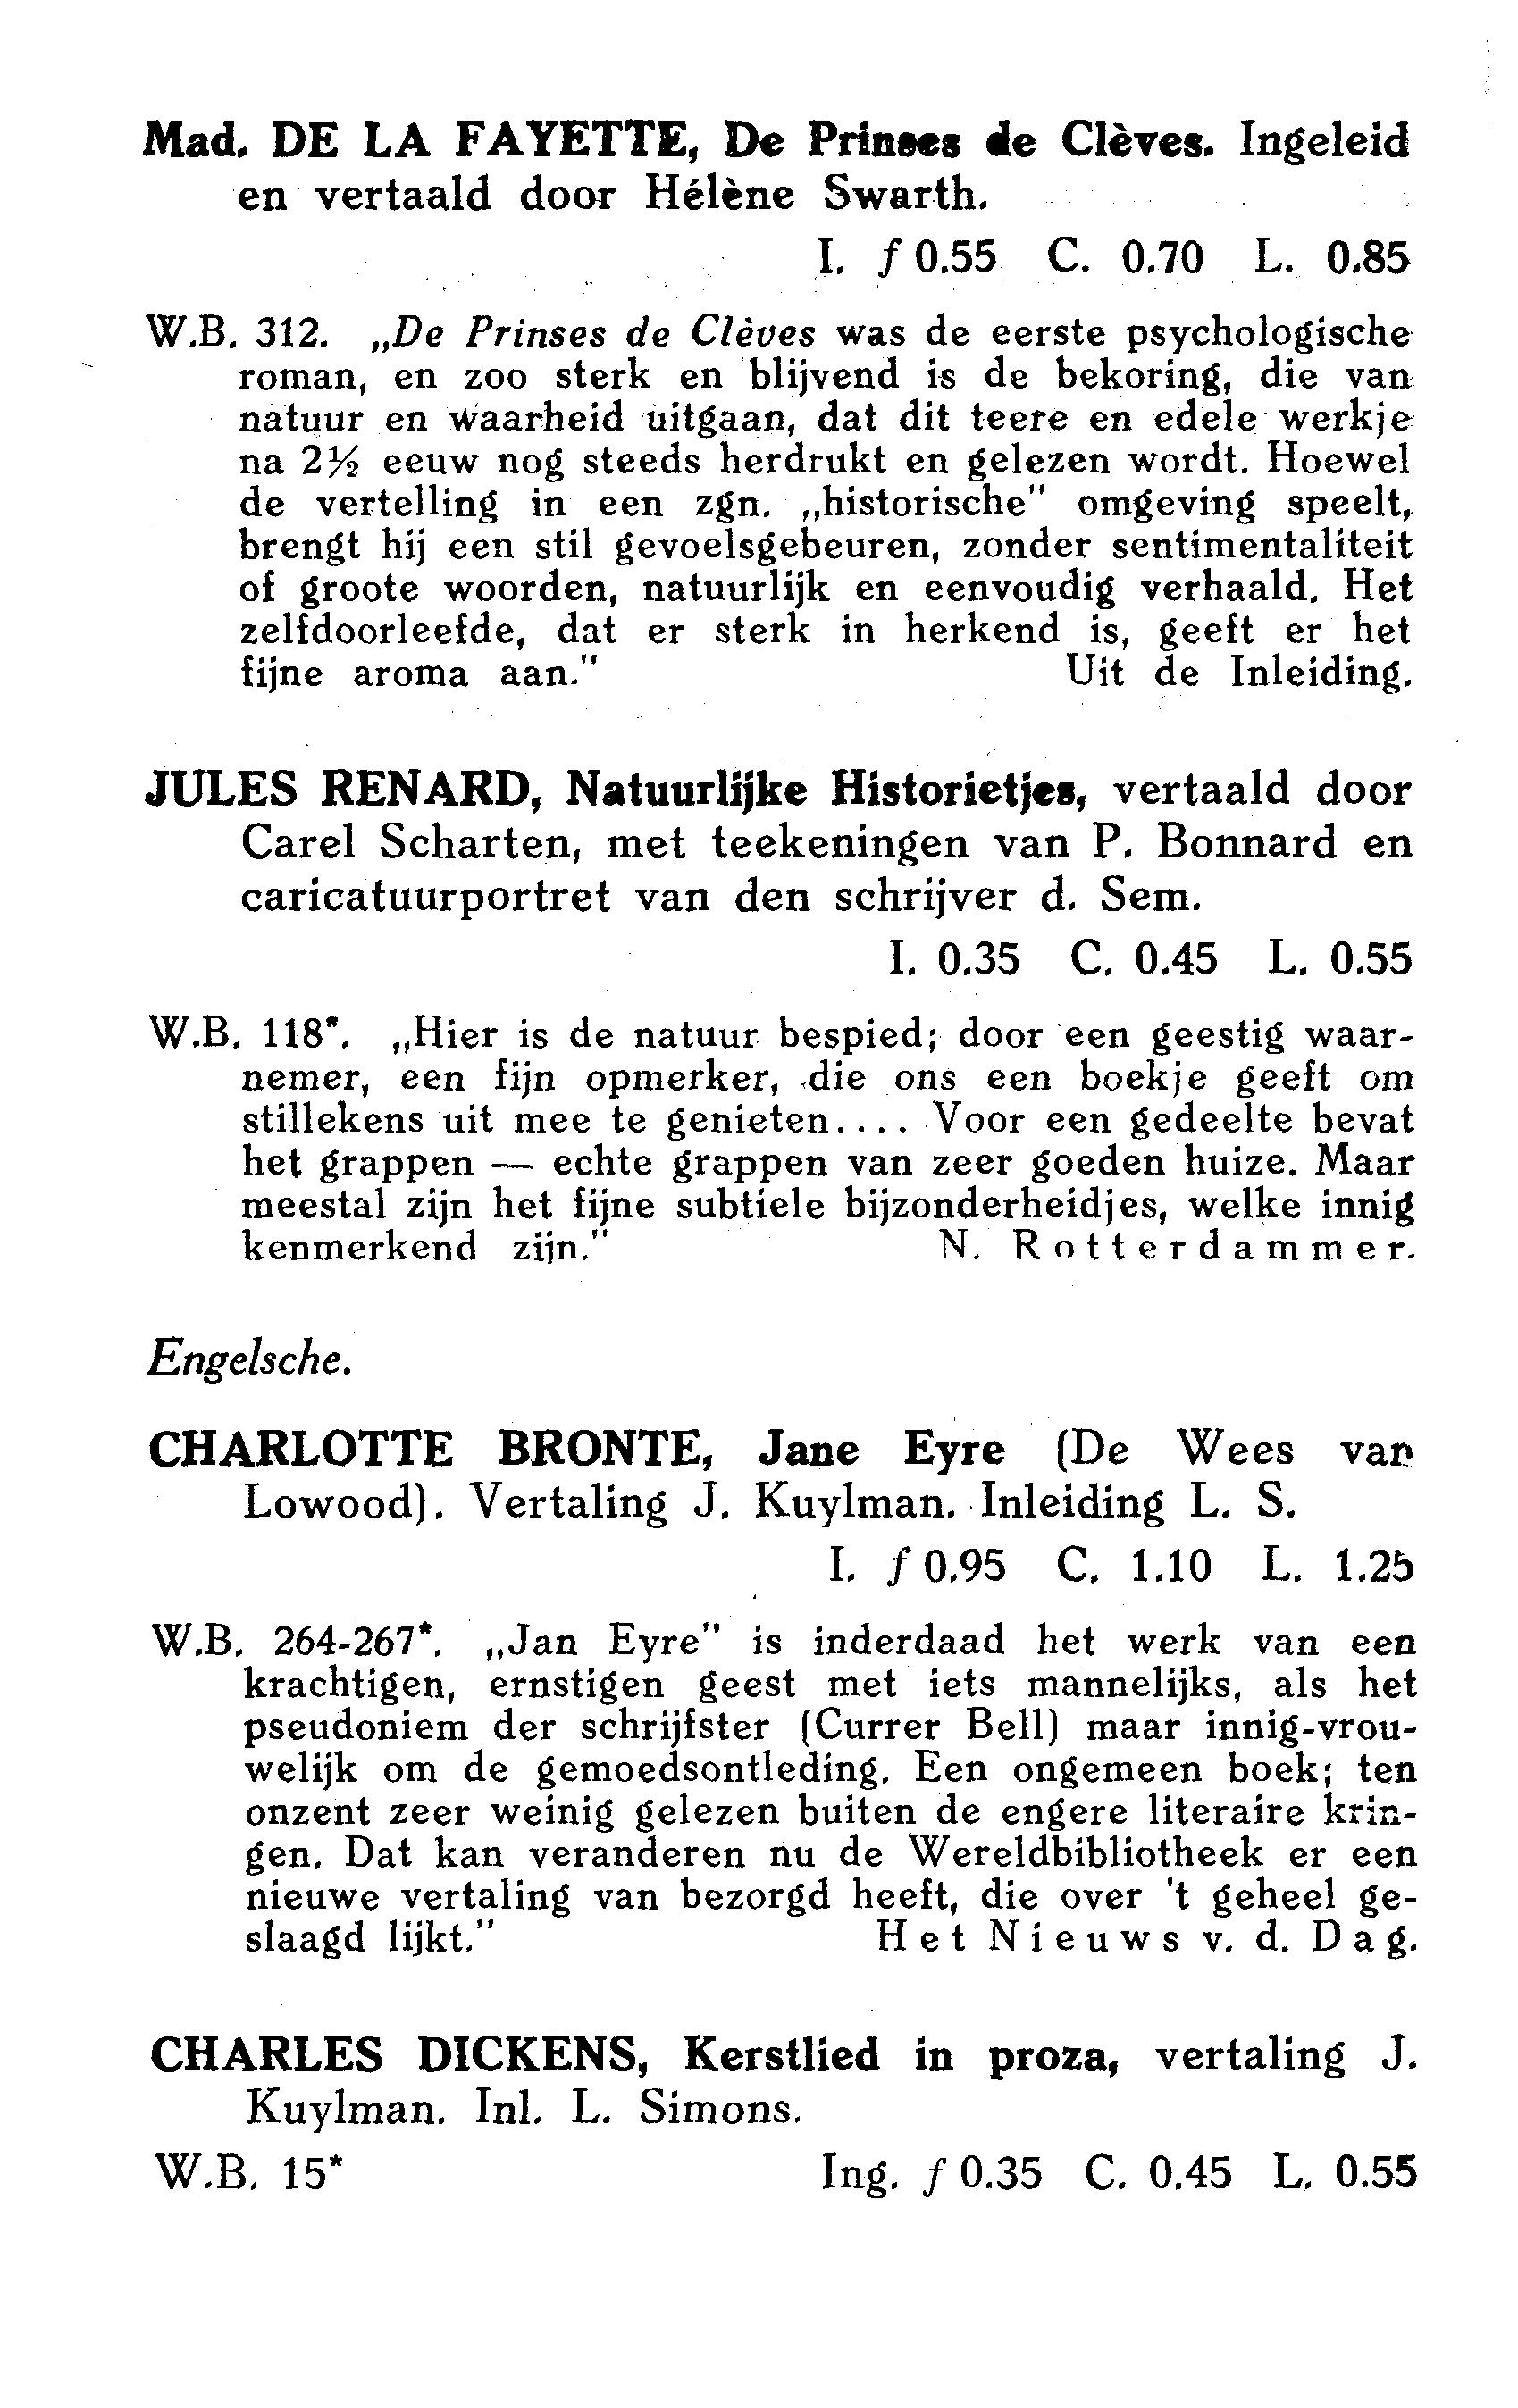 Mad. DE LA FAYETTE, De Prinses de Clèves. Ingeleid
en vertaald door Hélène Swarth.
I. ƒ 0.55 C. 0.70 L. 0.85
W.B. 312. „De Prinses de Clèves was de eerste psychologische
roman, en zoo sterk en blijvend is de bekoring, die van
natuur en waarheid uitgaan, dat dit teere en edele werkje
na 2½ eeuw nog steeds herdrukt en gelezen wordt. Hoewel
de vertelling in een zgn. „historische" omgeving speelt,
brengt hij een stil gevoelsgebeuren, zonder sentimentaliteit
of groote woorden, natuurlijk en eenvoudig verhaald. Het
zelfdoorleefde, dat er sterk in herkend is, geeft er het
fijne aroma aan." Uit de Inleiding.
JULES RENARD, Natuurlijke Historietjes, vertaald door
Carel Scharten, met teekeningen van P. Bonnard en
caricatuurportret van den schrijver d. Sem.
I. 0.35 C. 0.45 L. 0.55
W.B. 118*. „Hier is de natuur bespied; door een geestig waar-
nemer, een fijn opmerker, die ons een boekje geeft om
stillekens uit mee te genieten.... Voor een gedeelte bevat
het grappen — echte grappen van zeer goeden huize. Maar
meestal zijn het fijne subtiele bijzonderheidjes, welke innig
kenmerkend zijn." N. Rotterdammer.
Engelsche.
CHARLOTTE BRONTE, Jane Eyre (De Wees van
Lowood). Vertaling J. Kuylman. Inleiding L. S.
I. ƒ 0.95 C. 1.10 L. 1.25
W.B. 264-267*. „Jan Eyre" is inderdaad het werk van een
krachtigen, ernstigen geest met iets mannelijks, als het
pseudoniem der schrijfster (Currer Bell) maar innig-vrou-
welijk om de gemoedsontleding. Een ongemeen boek; ten
onzent zeer weinig gelezen buiten de engere literaire krin-
gen. Dat kan veranderen nu de Wereldbibliotheek er een
nieuwe vertaling van bezorgd heeft, die over 't geheel ge-
slaagd lijkt." Het Nieuws v. d. Dag.
CHARLES DICKENS, Kerstlied in proza, vertaling J.
Kuylman. Inl. L. Simons.
W.B. 15* Ing. ƒ 0.35 C. 0.45 L. 0.55